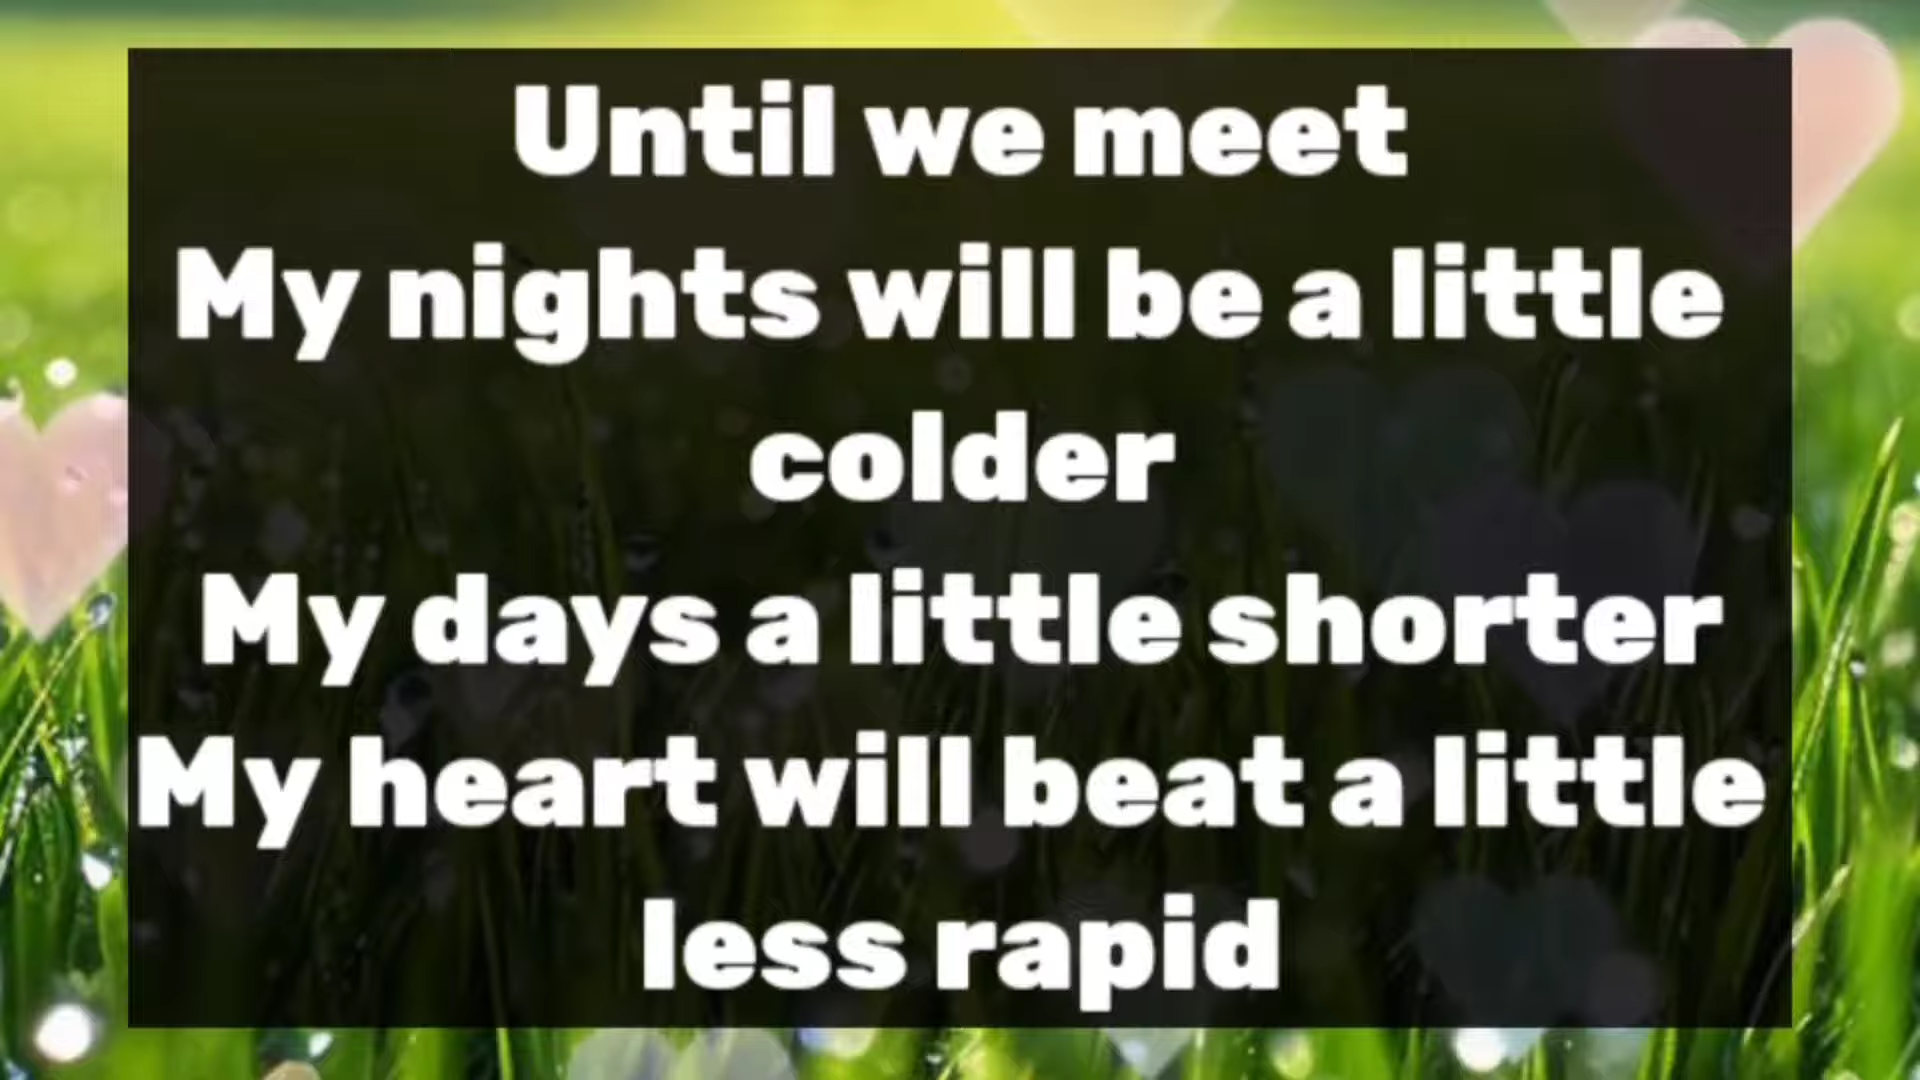 Until we meet
My nights will be a little
colder
My days a little shorter
My heart will beat a little
less rapid